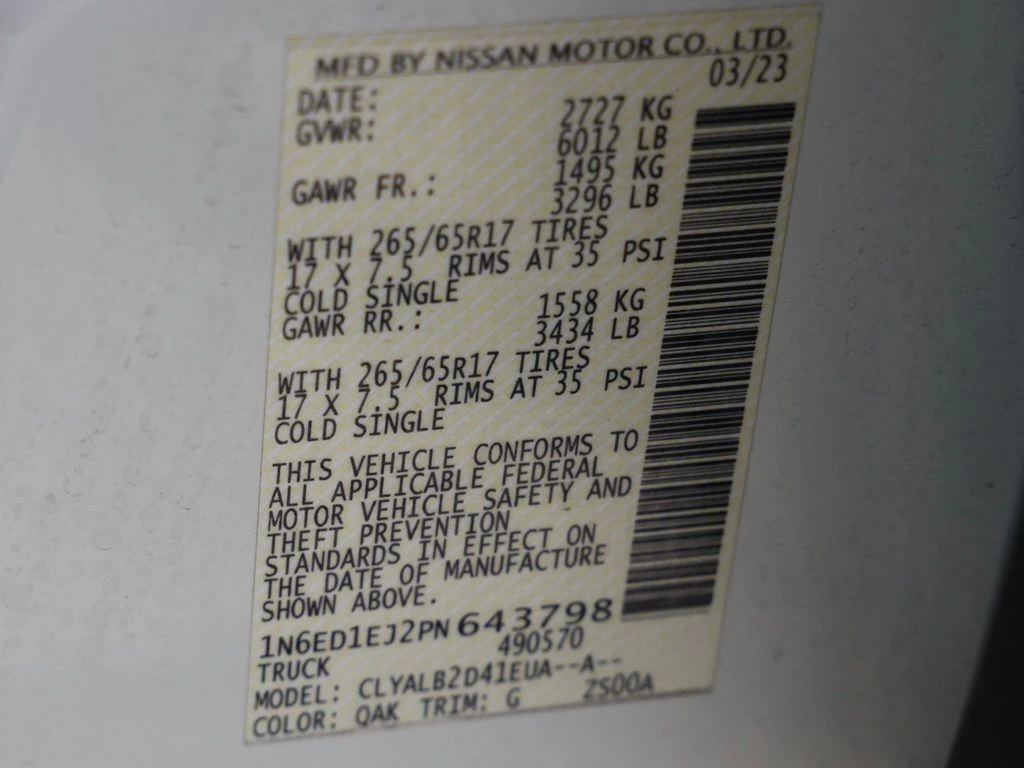 MFD BY NISSAN MOTOR CO., LTD.
DATE: 03/23
GVWR: 2727 KG
6012 LB
GAWR FR.: 1495 KG
3296 LB
WITH 265/65R17 TIRES
17 X 7.5 RIMS AT 35 PSI
COLD SINGLE
GAWR RR.: 1558 KG
3434 LB
WITH 265/65R17 TIRES
17 X 7.5 RIMS AT 35 PSI
COLD SINGLE
THIS VEHICLE CONFORMS TO
ALL APPLICABLE FEDERAL
MOTOR VEHICLE SAFETY AND
THEFT PREVENTION
STANDARDS IN EFFECT ON
THE DATE OF MANUFACTURE
SHOWN ABOVE.
1N6ED1EJ2PN643798
TRUCK 490570
MODEL: CLYALB2D41EUA--A--
COLOR: QAK TRIM: G ZS00A